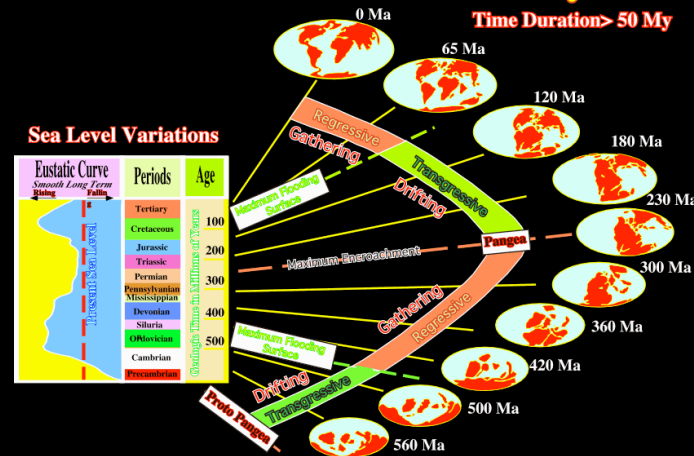 Time Duration> 50 My
0 Ma
65 Ma
120 Ma
180 Ma
230 Ma
300 Ma
360 Ma
420 Ma
500 Ma
560 Ma
Sea Level Variations
Eustatic Curve
Smooth Long Term
Rising
Fallin
g
Periods
Age
Present Sea Level
Tertiary
Cretaceous
Jurassic
Triassic
Permian
Pennsylvanian
Mississippian
Devonian
Siluria
Ordovician
Cambrian
Precambrian
Geologic Time in Millions of Years
100
200
300
400
500
Regressive
Gathering
Maximum Flooding
Surface
Transgressive
Drifting
Pangea
Maximum Encroachment
Gathering
Regressive
Maximum Flooding
Surface
Drifting
Transgressive
Proto Pangea